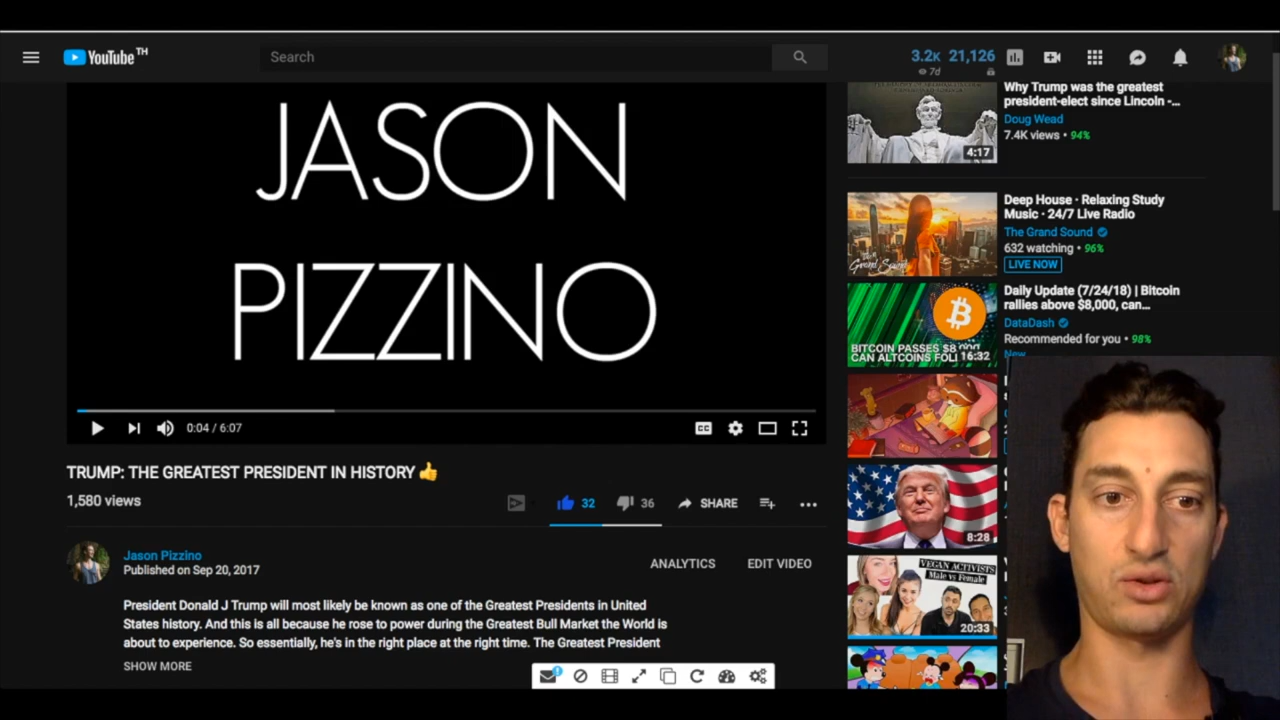 YouTube TH
Search
3.2K 21,126
7d
JASON
PIZZINO
0:04 / 6:07
CC
TRUMP: THE GREATEST PRESIDENT IN HISTORY 👍
1,580 views
32
36
SHARE
Jason Pizzino
Published on Sep 20, 2017
ANALYTICS
EDIT VIDEO
President Donald J Trump will most likely be known as one of the Greatest Presidents in United
States history. And this is all because he rose to power during the Greatest Bull Market the World is
about to experience. So essentially, he's in the right place at the right time. The Greatest President
SHOW MORE
4:17
Why Trump was the greatest
president-elect since Lincoln -...
Doug Wead
7.4K views • 94%
the Grand Sound
Deep House · Relaxing Study
Music · 24/7 Live Radio
The Grand Sound
632 watching • 96%
LIVE NOW
BITCOIN PASSES
CAN ALTCOINS
16:32
Daily Update (7/24/18) | Bitcoin
rallies above $8,000, can...
DataDash
Recommended for you • 98%
New
8:28
VEGAN ACTIVISTS
Male vs Female
20:33